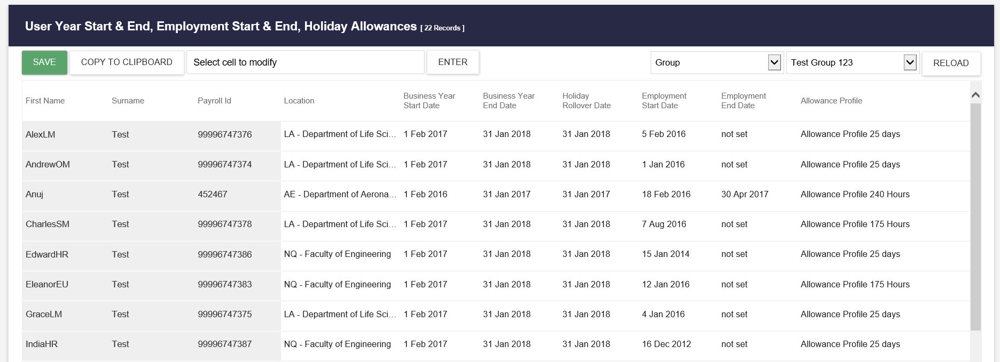 User Year Start & End, Employment Start & End, Holiday Allowances [ 22 Records ]
SAVE COPY TO CLIPBOARD Select cell to modify ENTER Group Test Group 123 RELOAD
First Name Surname Payroll Id Location Business Year Start Date Business Year End Date Holiday Rollover Date Employment Start Date Employment End Date Allowance Profile
AlexLM Test 99996747376 LA - Department of Life Sci... 1 Feb 2017 31 Jan 2018 31 Jan 2018 5 Feb 2016 not set Allowance Profile 25 days
AndrewOM Test 99996747374 LA - Department of Life Sci... 1 Feb 2017 31 Jan 2018 31 Jan 2018 1 Jan 2016 not set Allowance Profile 25 days
Anuj Test 452467 AE - Department of Aerona... 1 Feb 2016 31 Jan 2017 31 Jan 2017 18 Feb 2016 30 Apr 2017 Allowance Profile 240 Hours
CharlesSM Test 99996747378 LA - Department of Life Sci... 1 Feb 2017 31 Jan 2018 31 Jan 2018 7 Aug 2016 not set Allowance Profile 175 Hours
EdwardHR Test 99996747386 NQ - Faculty of Engineering 1 Feb 2017 31 Jan 2018 31 Jan 2018 15 Jan 2014 not set Allowance Profile 25 days
EleanorEU Test 99996747383 NQ - Faculty of Engineering 1 Feb 2017 31 Jan 2018 31 Jan 2018 12 Jan 2016 not set Allowance Profile 175 Hours
GraceLM Test 99996747375 LA - Department of Life Sci... 1 Feb 2017 31 Jan 2018 31 Jan 2018 4 Jan 2016 not set Allowance Profile 25 days
IndiaHR Test 99996747387 NQ - Faculty of Engineering 1 Feb 2017 31 Jan 2018 31 Jan 2018 16 Dec 2012 not set Allowance Profile 25 days